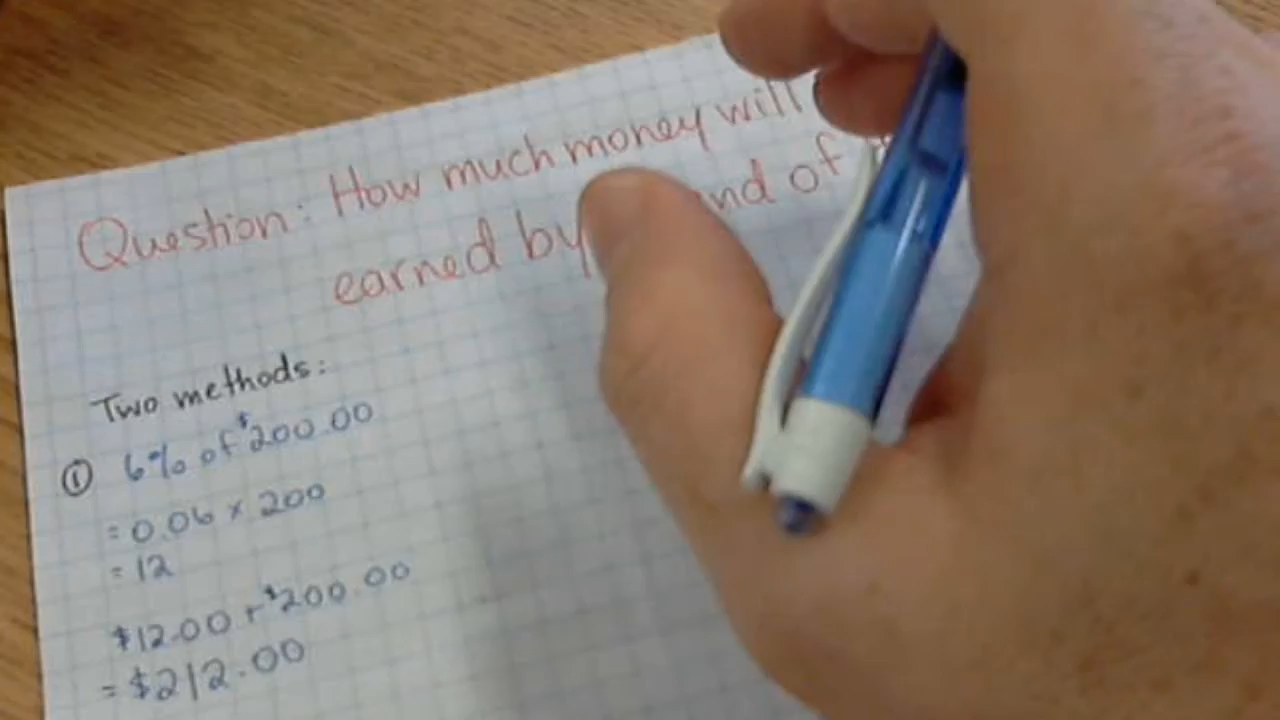 Question: How much money will
earned by of
Two methods:
① 6% of $200.00
= 0.06 x 200
= 12
$12.00 + $200.00
= $212.00